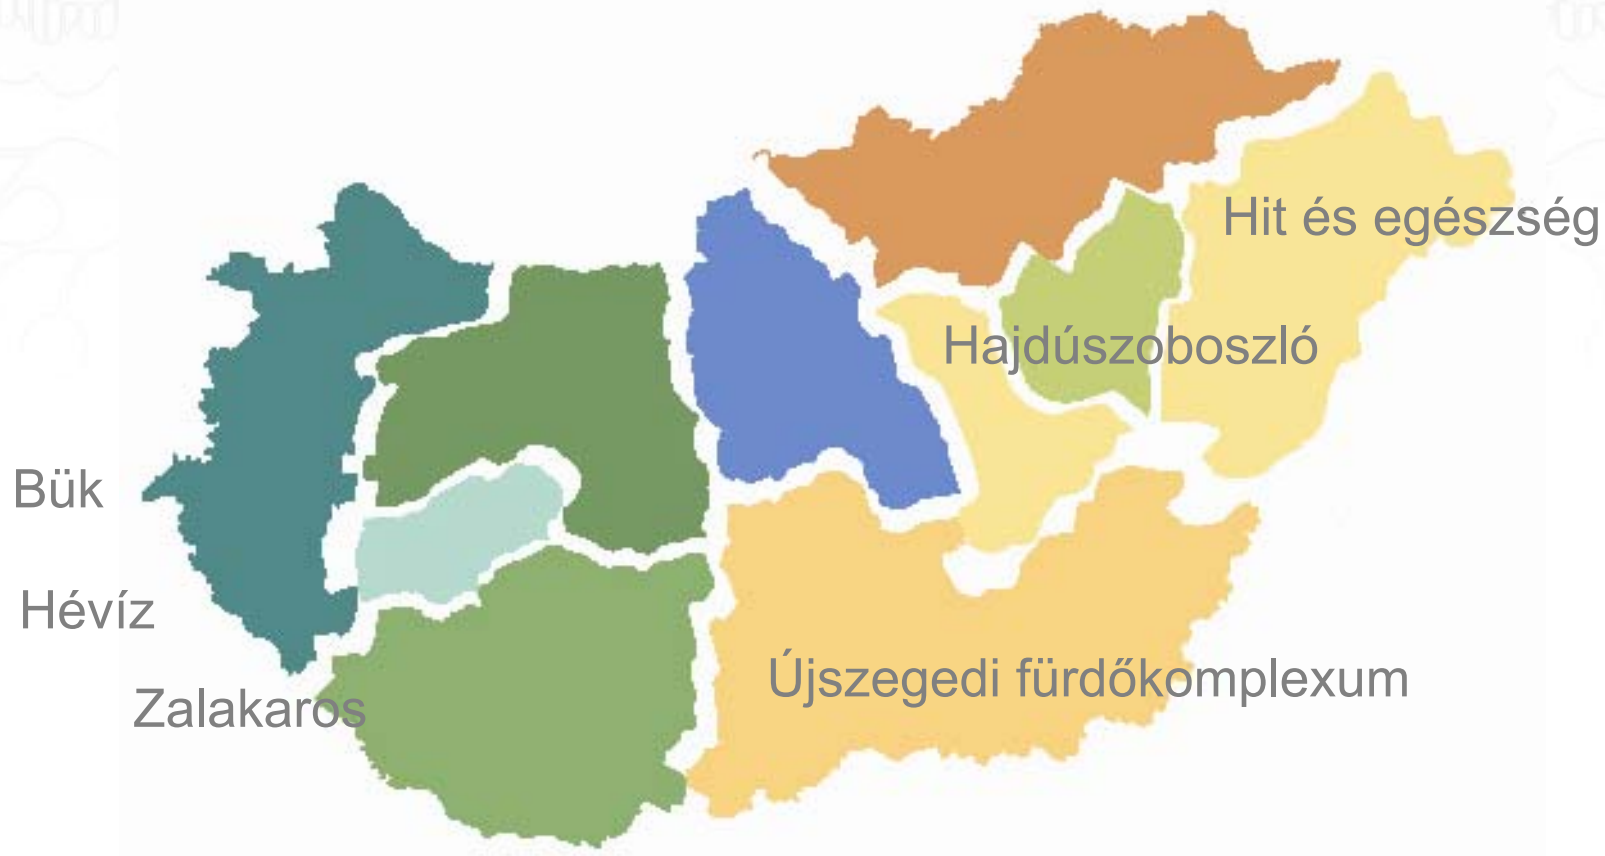 Hit és egészség
Hajdúszoboszló
Bük
Hévíz
Újszegedi fürdőkomplexum
Zalakaros